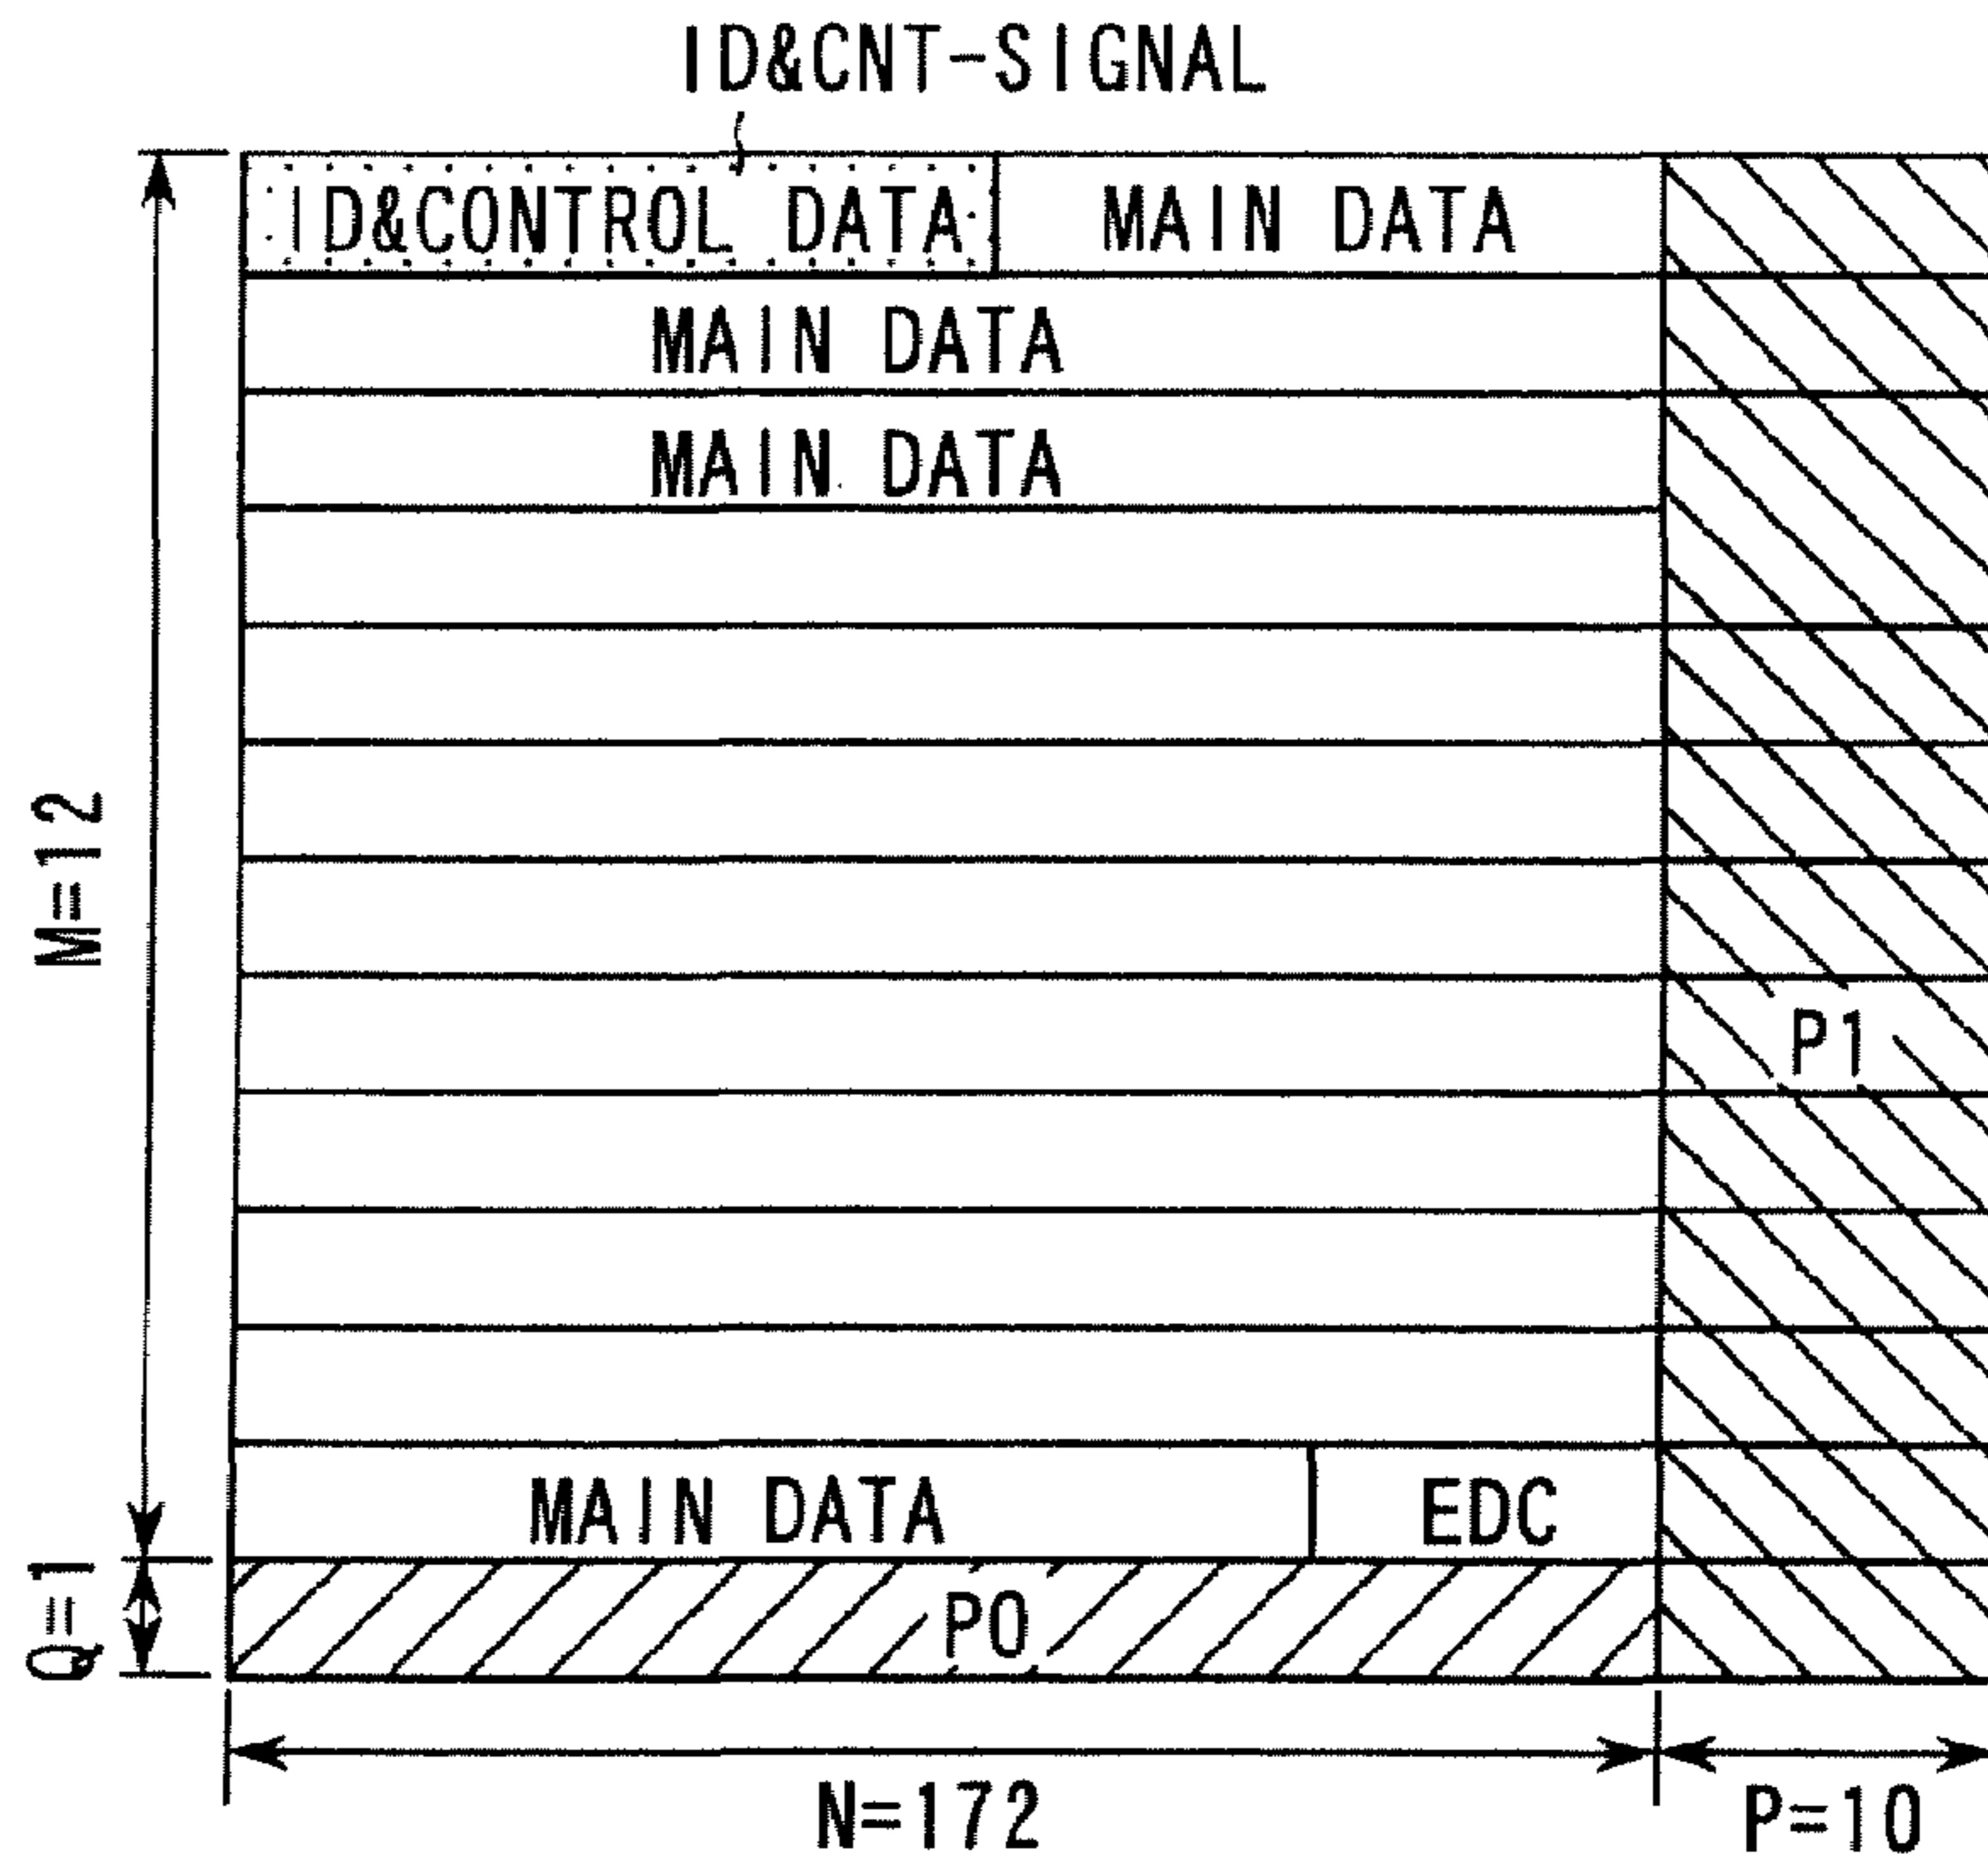 ID&CNT-SIGNAL
ID&CONTROL DATA MAIN DATA
MAIN DATA
MAIN DATA
M=12
P1
MAIN DATA EDC
Q=1
PO
N=172
P=10